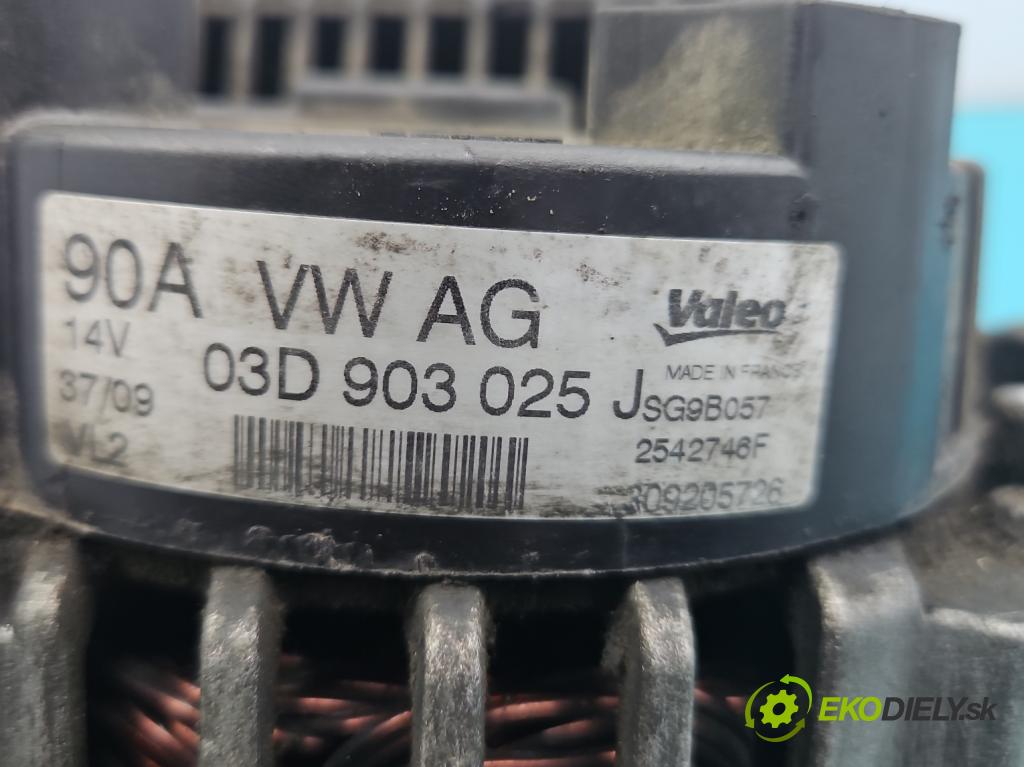 90A VW AG
14V
03D 903 025 J
37/09
VL2
Valeo
MADE IN FRANCE
SG9B057
2542746F
309205726
EKODIELY.sk